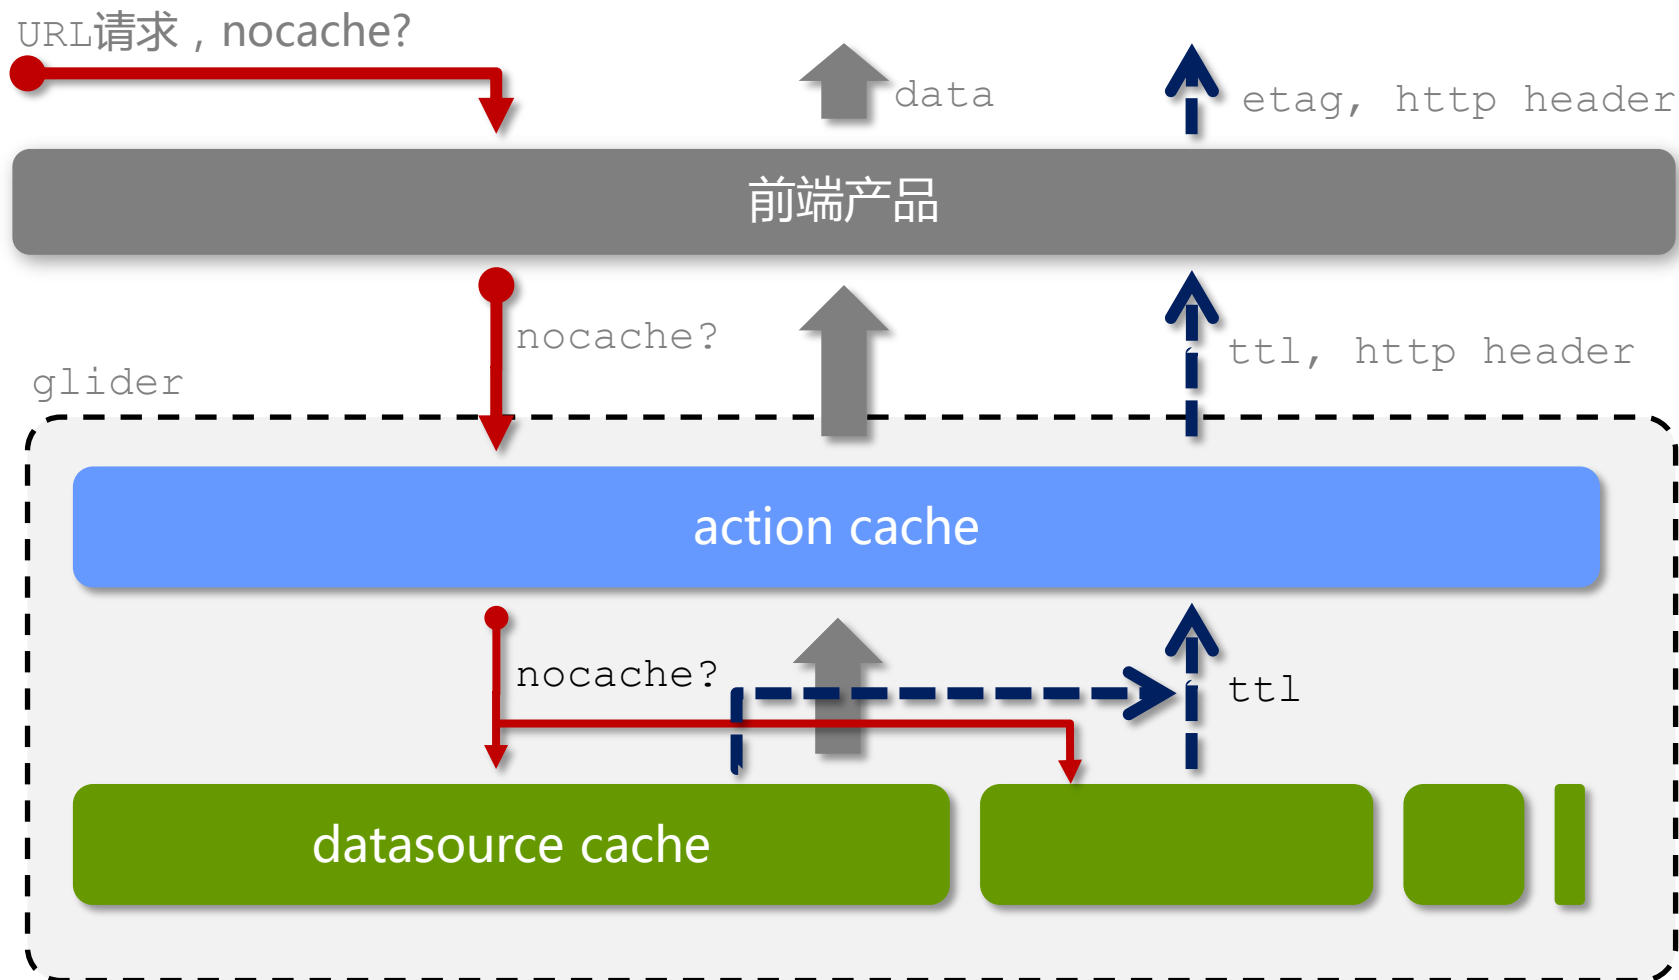 URL请求，nocache?
data
etag, http header
前端产品
nocache?
ttl, http header
glider
action cache
nocache?
ttl
datasource cache